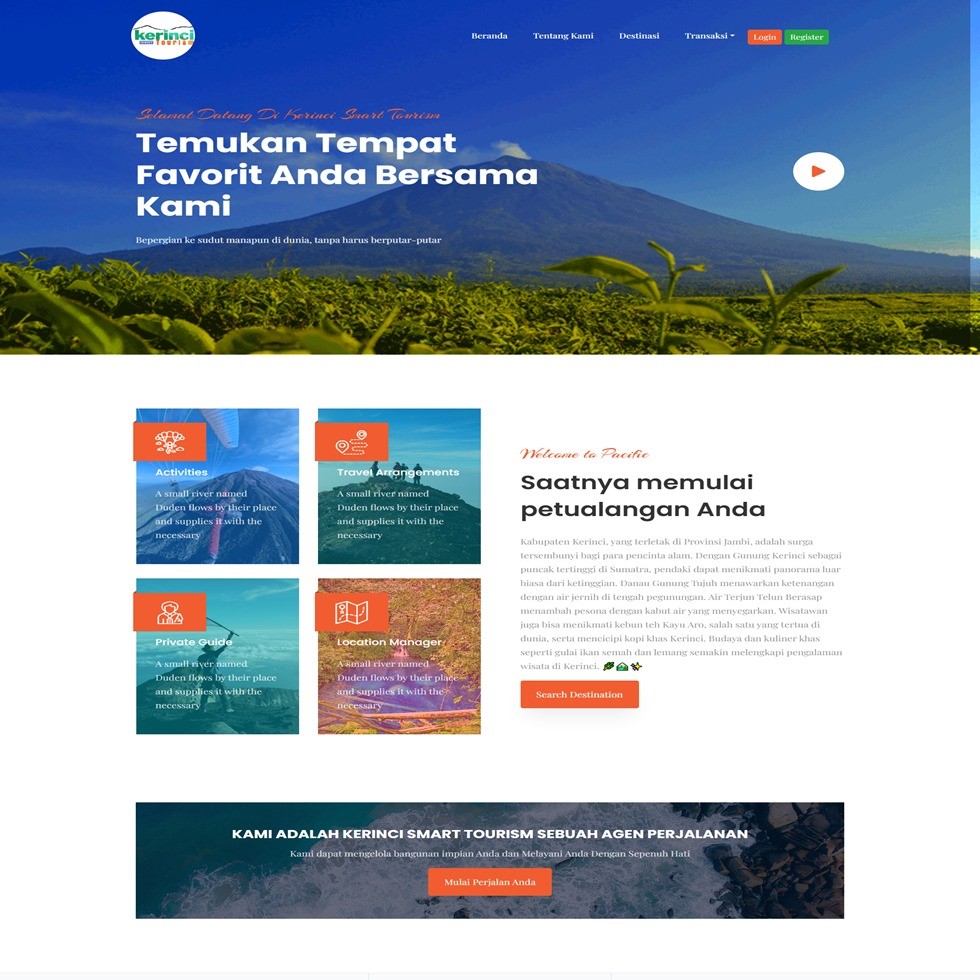 kerinci
Tourism
Beranda
Tentang Kami
Destinasi
Transaksi
Login
Register
Selamat Datang Di Kerinci Smart Tourism
Temukan Tempat
Favorit Anda Bersama
Kami
Bepergian ke sudut manapun di dunia, tanpa harus berputar-putar
Activities
A small river named
Duden flows by their place
and supplies it with the
necessary
Travel Arrangements
A small river named
Duden flows by their place
and supplies it with the
necessary
Private Guide
A small river named
Duden flows by their place
and supplies it with the
necessary
Location Manager
A small river named
Duden flows by their place
and supplies it with the
necessary
Welcome to Pacific
Saatnya memulai
petualangan Anda
Kabupaten Kerinci, yang terletak di Provinsi Jambi, adalah surga
tersembunyi bagi para pencinta alam. Dengan Gunung Kerinci sebagai
puncak tertinggi di Sumatra, pendaki dapat menikmati panorama luar
biasa dari ketinggian. Danau Gunung Tujuh menawarkan ketenangan
dengan air jernih di tengah pegunungan. Air Terjun Telun Berasap
menambah pesona dengan kabut air yang menyegarkan. Wisatawan
juga bisa menikmati kebun teh Kayu Aro, salah satu yang tertua di
dunia, serta mencicipi kopi khas Kerinci. Budaya dan kuliner khas
seperti gulai ikan semah dan lemang semakin melengkapi pengalaman
wisata di Kerinci.
Search Destination
KAMI ADALAH KERINCI SMART TOURISM SEBUAH AGEN PERJALANAN
Kami dapat mengelola bangunan impian Anda dan Melayani Anda Dengan Sepenuh Hati
Mulai Perjalan Anda